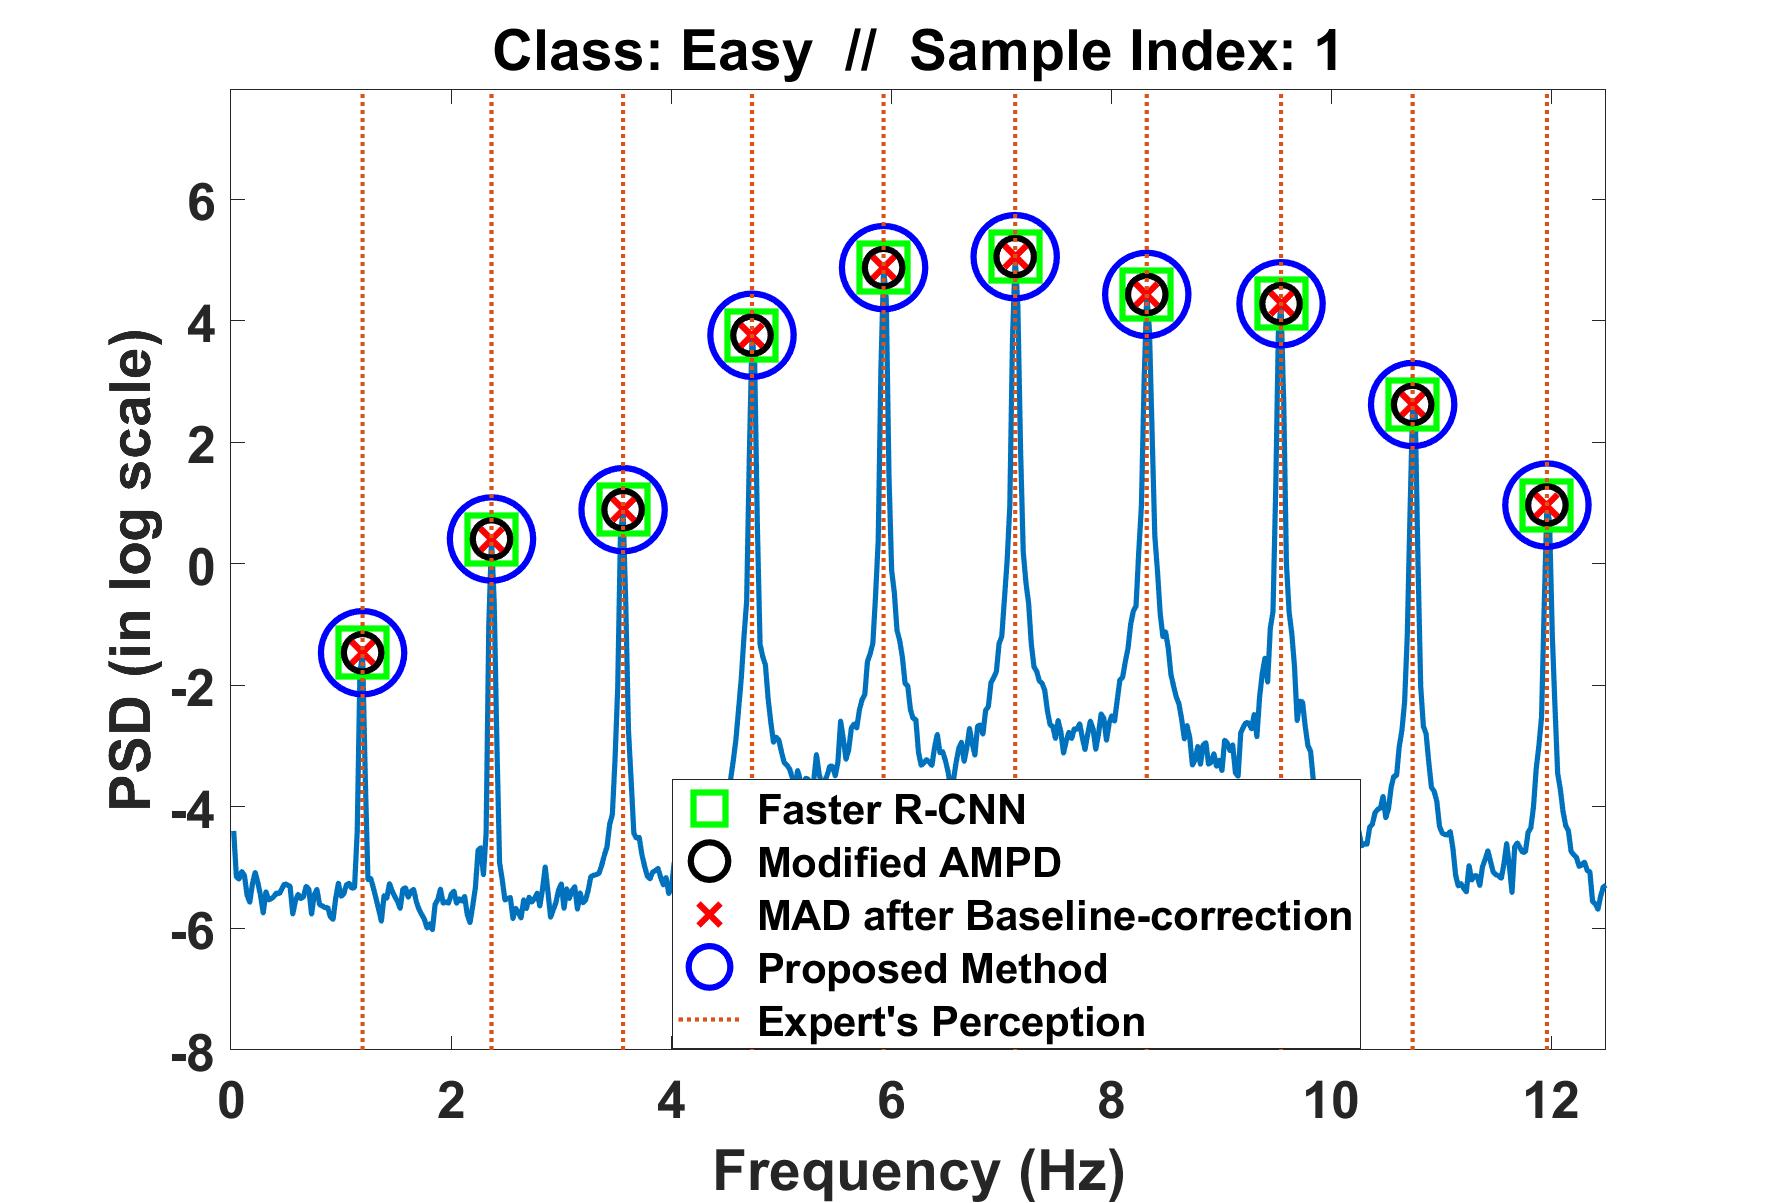 Class: Easy // Sample Index: 1
PSD (in log scale)
6
4
2
0
-2
-4
-6
-8
Faster R-CNN
Modified AMPD
MAD after Baseline-correction
Proposed Method
Expert's Perception
0 2 4 6 8 10 12
Frequency (Hz)